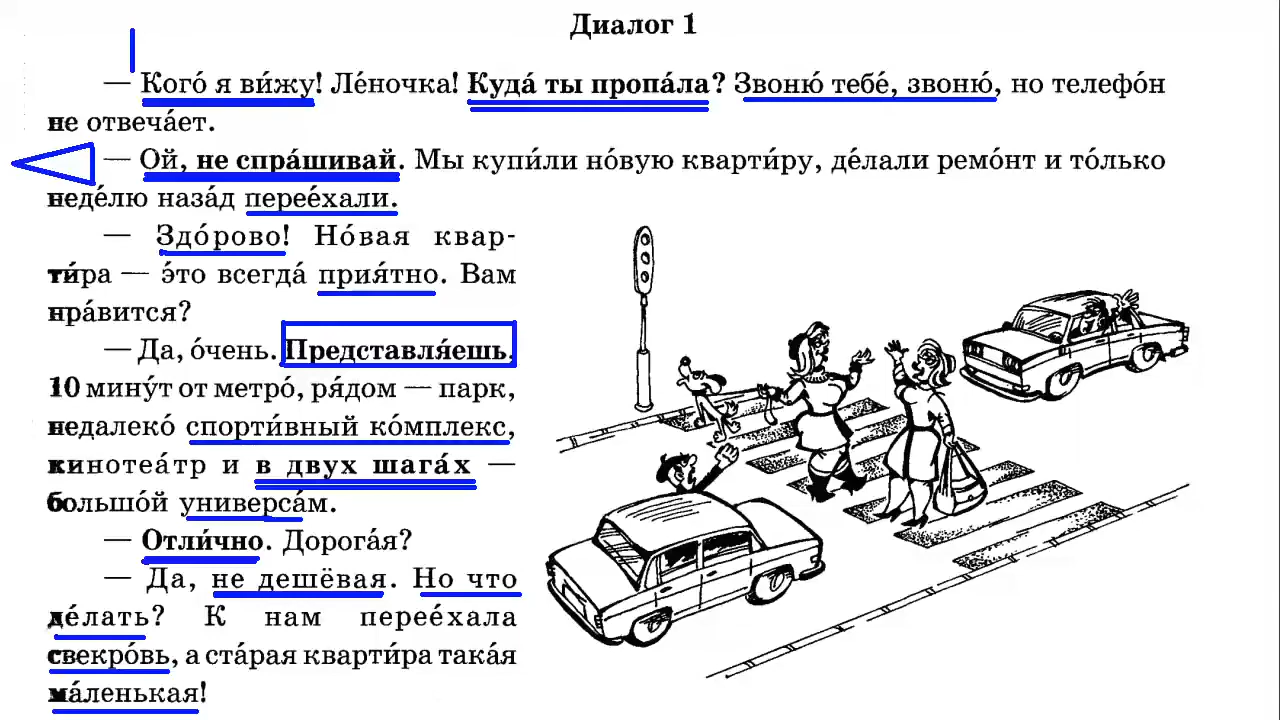 Диалог 1
— Кого́ я ви́жу! Ле́ночка! Куда́ ты пропа́ла? Звоню́ тебе́, звоню́, но телефо́н
не отвеча́ет.
— Ой, не спра́шивай. Мы купи́ли но́вую кварти́ру, де́лали ремо́нт и то́лько
неде́лю наза́д перее́хали.
— Здо́рово! Но́вая квар-
ти́ра — э́то всегда́ прия́тно. Вам
нра́вится?
— Да, о́чень. Представля́ешь,
10 мину́т от метро́, ря́дом — парк,
недалеко́ спорти́вный ко́мплекс,
кинотеа́тр и в двух шага́х —
большо́й универса́м.
— Отли́чно. Дорога́я?
— Да, не дешёвая. Но что
де́лать? К нам перее́хала
свекро́вь, а ста́рая кварти́ра така́я
ма́ленькая!